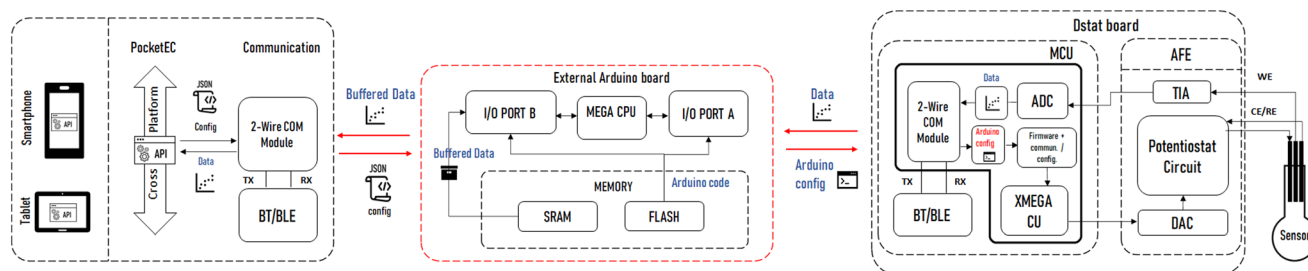 Smartphone
API
Tablet
API
PocketEC
Communication
Platform
API
Cross
JSON
Config
Data
2-Wire COM
Module
TX
RX
BT/BLE
Buffered Data
JSON
config
External Arduino board
I/O PORT B
MEGA CPU
I/O PORT A
Buffered Data
Arduino code
MEMORY
SRAM
FLASH
Data
Arduino
config
Dstat board
MCU
2-Wire
COM
Module
Data
ADC
Arduino
config
Firmware +
commun. /
config.
TX
RX
BT/BLE
XMEGA
CU
AFE
TIA
Potentiostat
Circuit
DAC
WE
CE/RE
Sensor